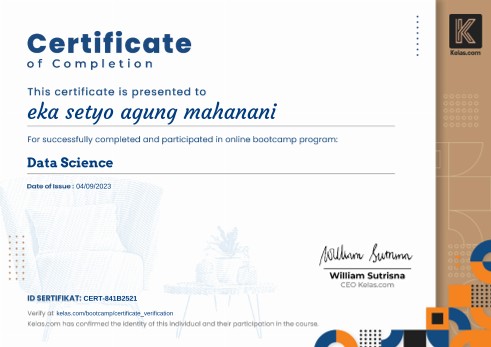 Certificate
of Completion
Kelas.com
This certificate is presented to
eka setyo agung mahanani
For successfully completed and participated in online bootcamp program:
Data Science
Date of Issue : 04/09/2023
William Sutrisna
William Sutrisna
CEO Kelas.com
ID SERTIFIKAT: CERT-841B2521
Verify at kelas.com/bootcamp/certificate_verification
Kelas.com has confirmed the identity of this individual and their participation in the course.